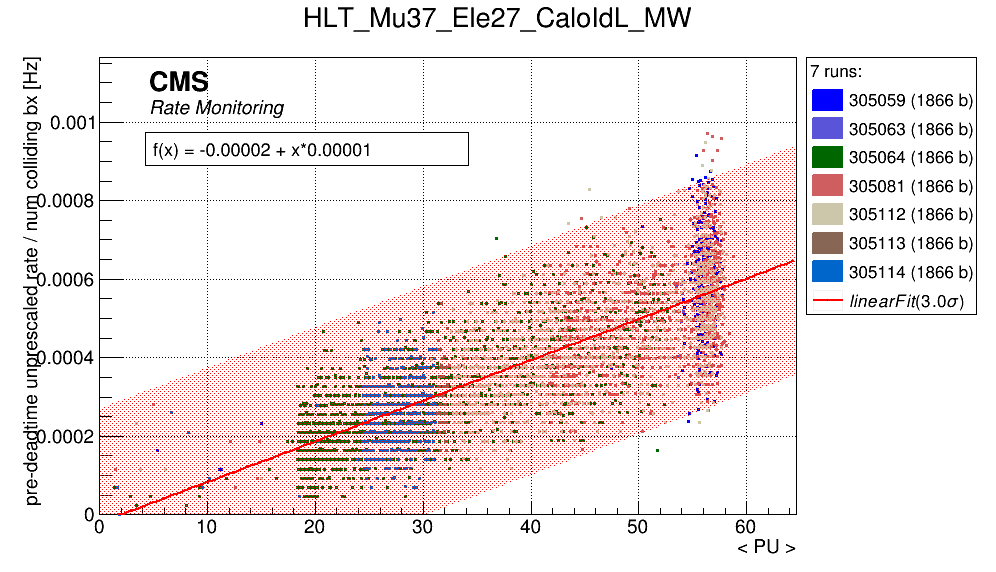 HLT_Mu37_Ele27_CaloIdL_MW
pre-deadtime unprescaled rate / num colliding bx [Hz]
CMS
Rate Monitoring
f(x) = -0.00002 + x*0.00001
0.001
0.0008
0.0006
0.0004
0.0002
0
0 10 20 30 40 50 60
< PU >
7 runs:
305059 (1866 b)
305063 (1866 b)
305064 (1866 b)
305081 (1866 b)
305112 (1866 b)
305113 (1866 b)
305114 (1866 b)
linearFit(3.0σ)